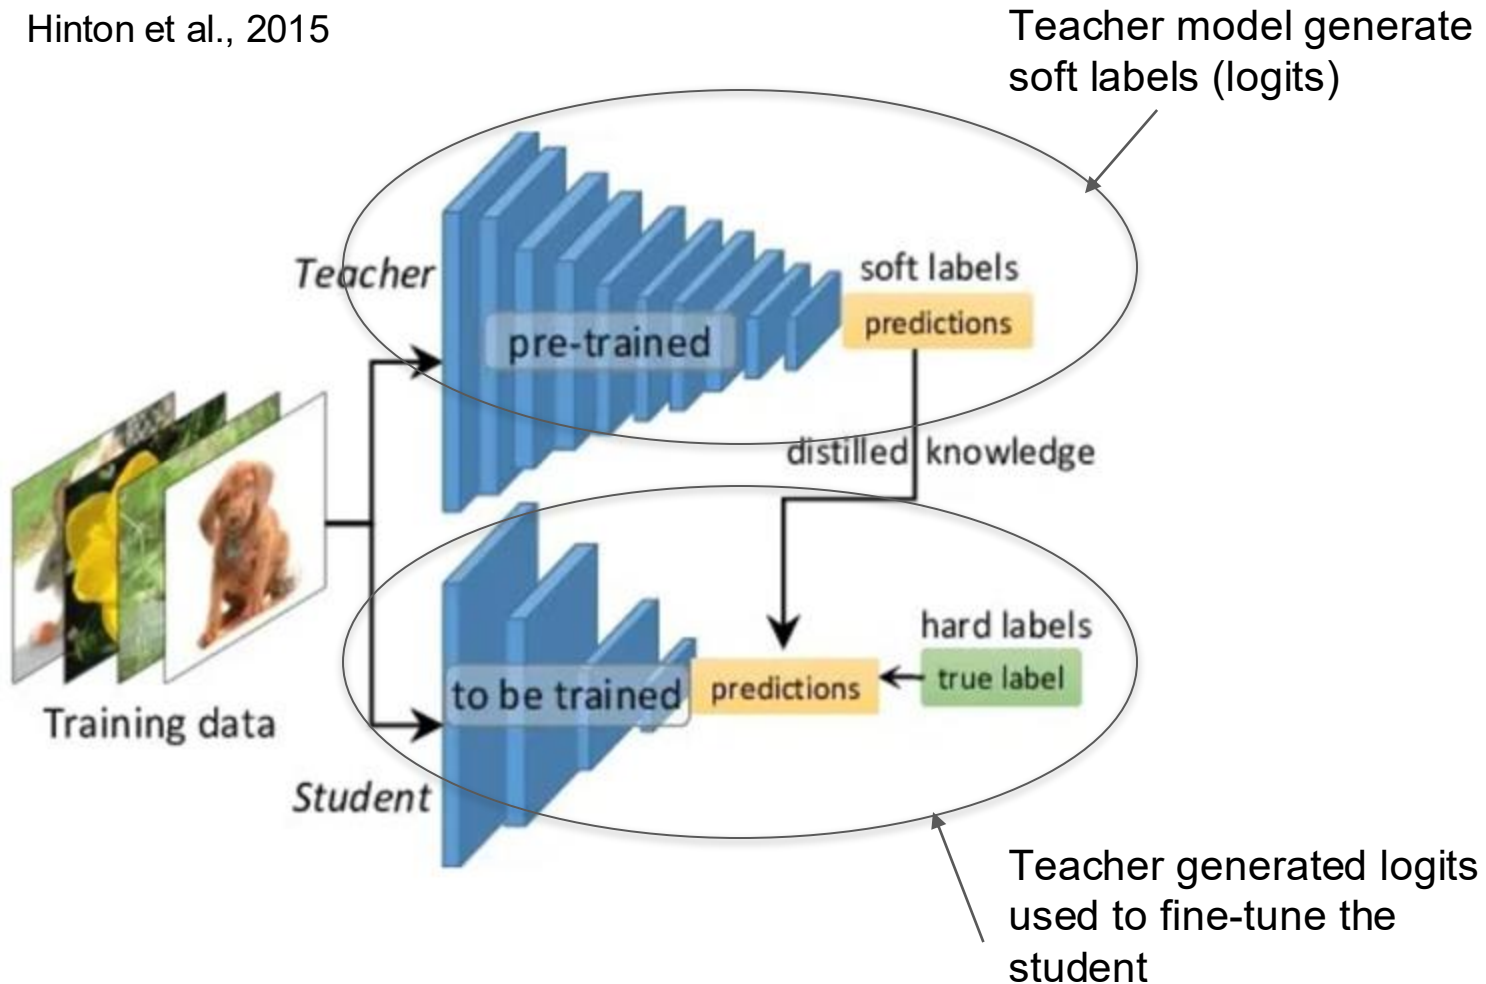 Hinton et al., 2015
Teacher model generate
soft labels (logits)
Teacher
soft labels
predictions
pre-trained
distilled knowledge
hard labels
to be trained
predictions
true label
Training data
Student
Teacher generated logits
used to fine-tune the
student